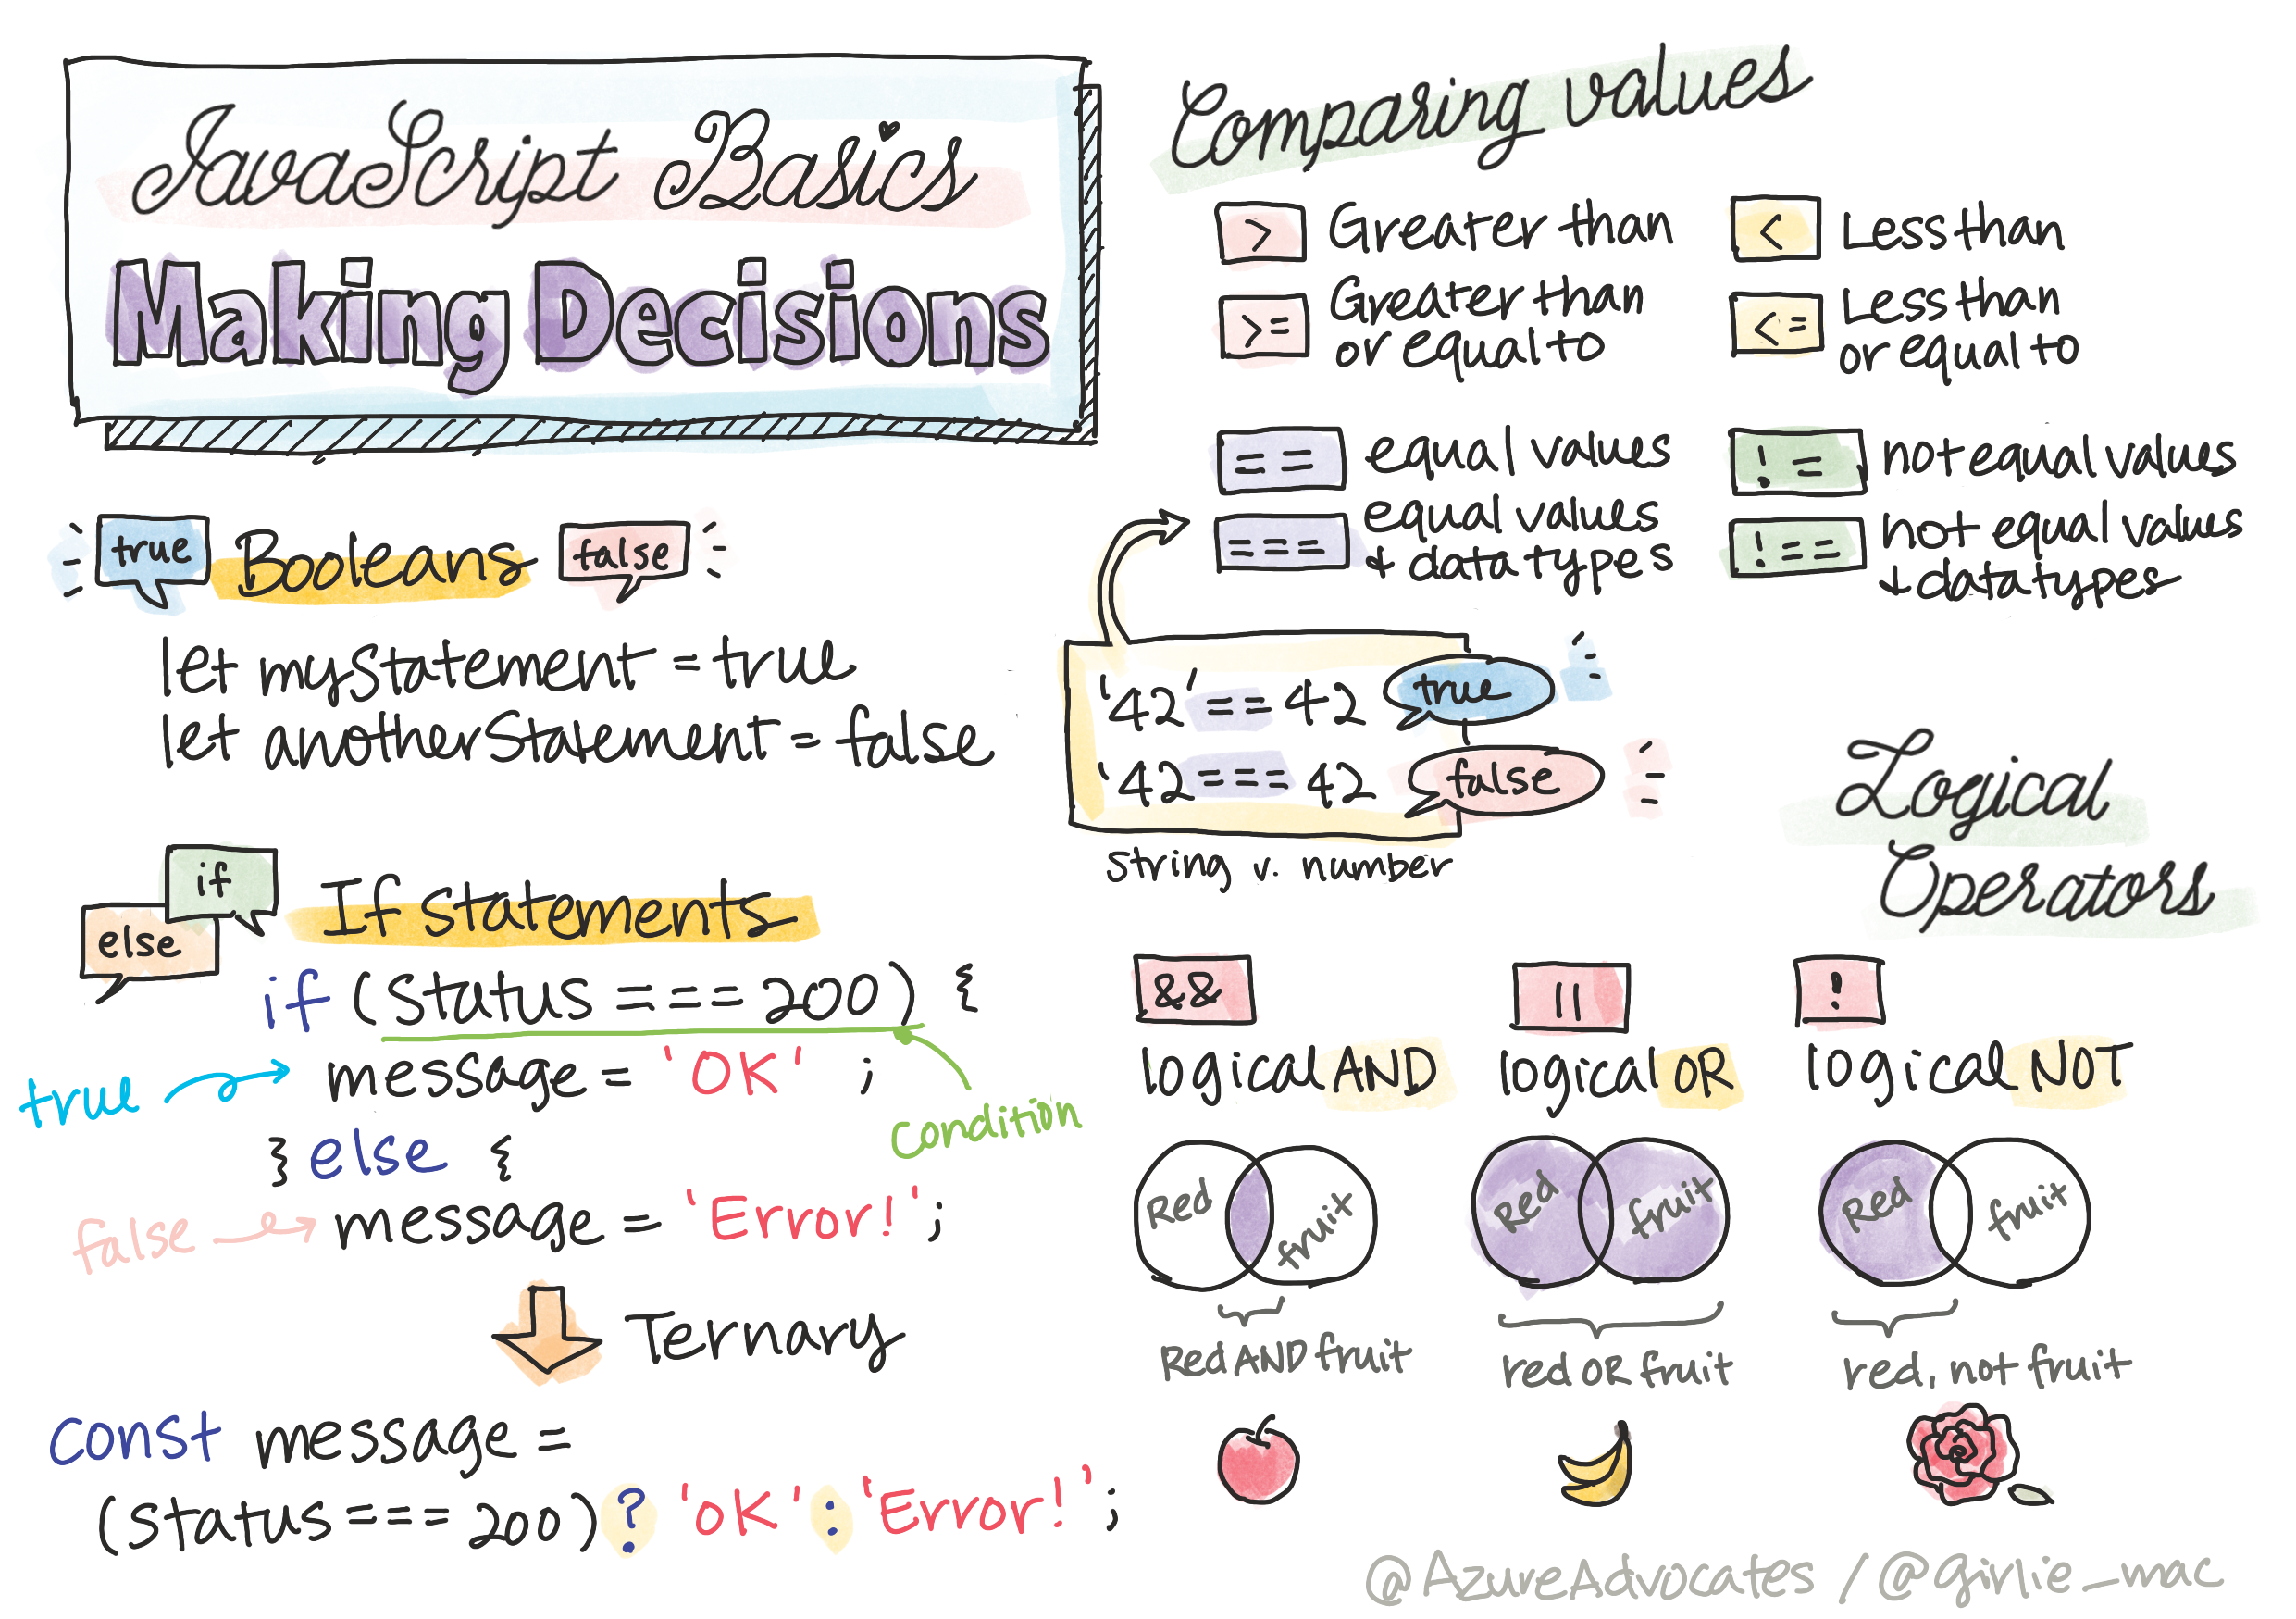 JavaScript Basics
Making Decisions
true Booleans false
let myStatement = true
let anotherStatement = false
if
else
If statements
if (status === 200) {
true message = 'OK' ;
condition
} else {
false message = 'Error!';
Ternary
const message =
(status === 200) ? 'OK' : 'Error!';
Comparing values
> Greater than
< Less than
>= Greater than
or equal to
<= Less than
or equal to
== equal values
!= not equal values
=== equal values
+ data types
!== not equal values
+ data types
'42' == 42 true
'42 === 42 false
string v. number
Logical
Operators
&&
logical AND
Red fruit
Red AND fruit
||
logical OR
Red fruit
red OR fruit
!
logical NOT
Red fruit
red, not fruit
@AzureAdvocates / @girlie_mac